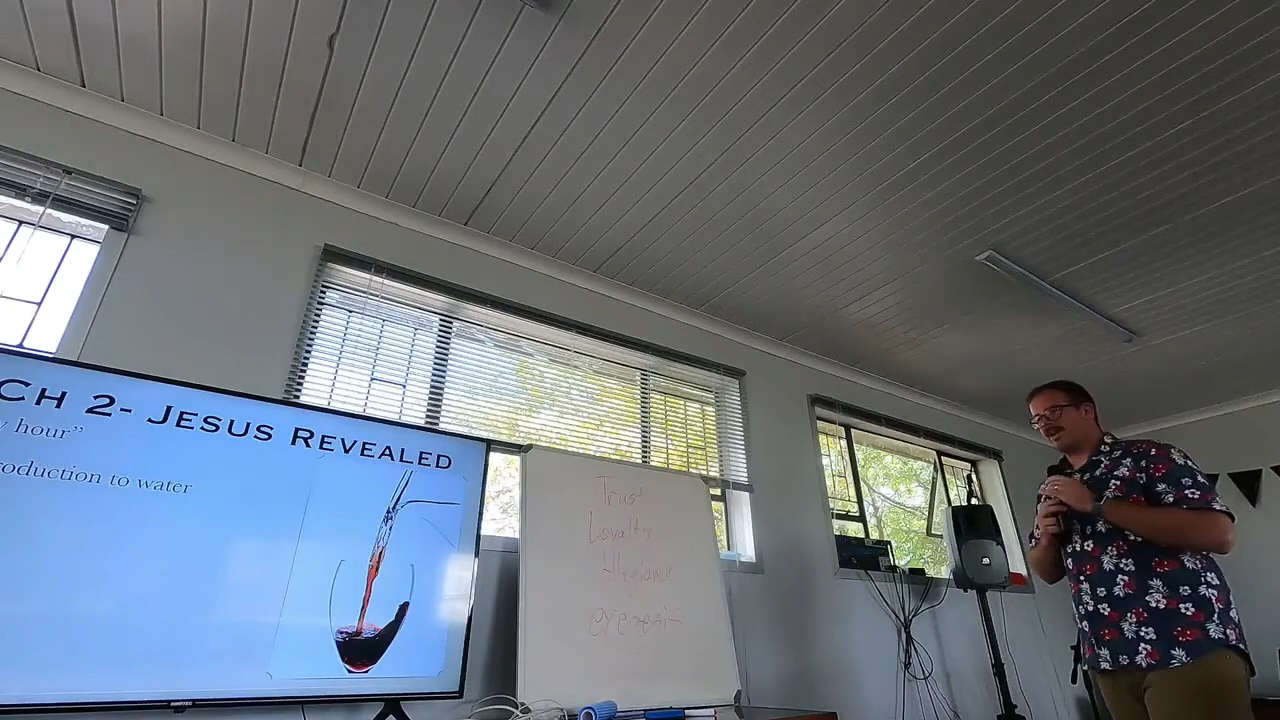 Ch 2- Jesus Revealed
hour”
roduction to water
Trust
Loyalty
Allegiance